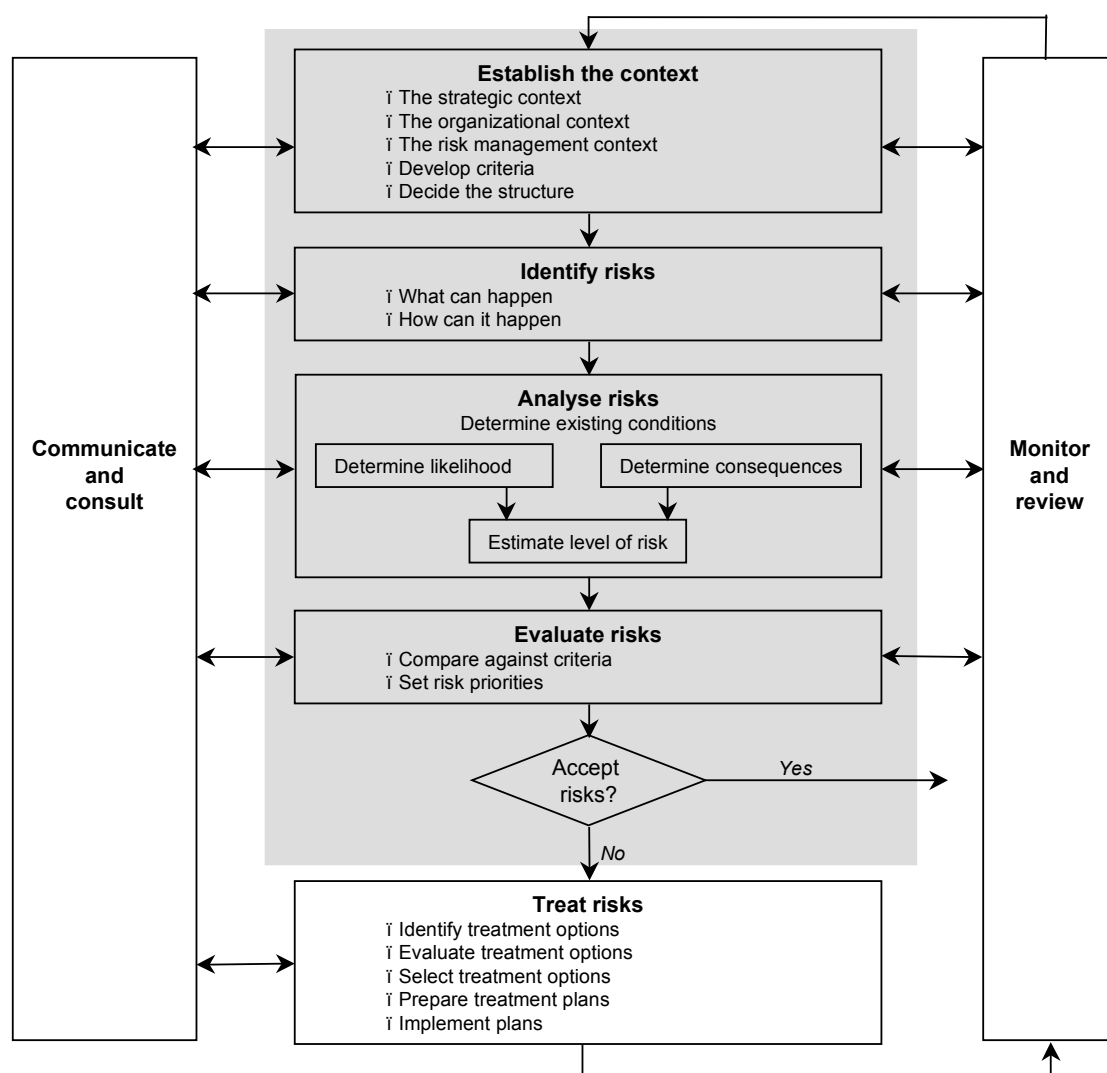 Establish the context
ï The strategic context
ï The organizational context
ï The risk management context
ï Develop criteria
ï Decide the structure
Identify risks
ï What can happen
ï How can it happen
Analyse risks
Determine existing conditions
Determine likelihood
Determine consequences
Estimate level of risk
Communicate
and
consult
Monitor
and
review
Evaluate risks
ï Compare against criteria
ï Set risk priorities
Accept
risks?
Yes
No
Treat risks
ï Identify treatment options
ï Evaluate treatment options
ï Select treatment options
ï Prepare treatment plans
ï Implement plans